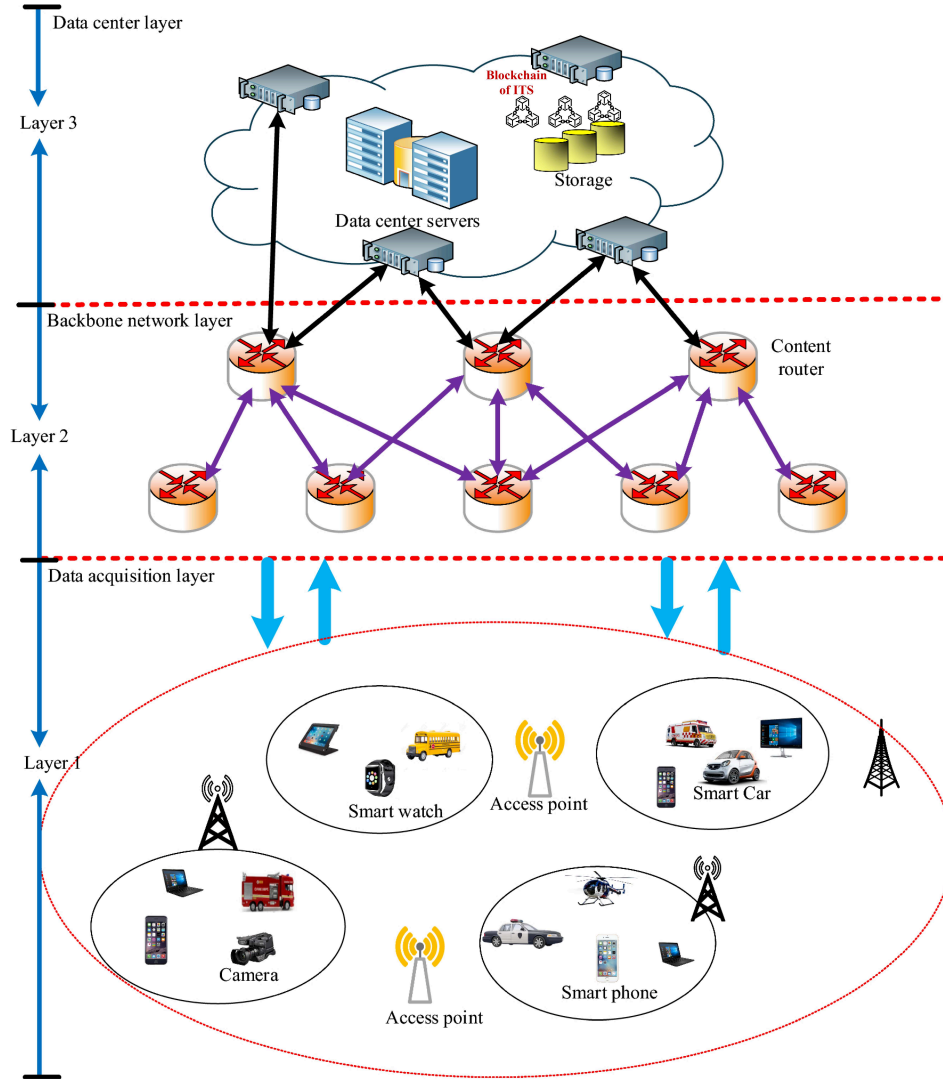 Data center layer
Blockchain
of ITS
Layer 3
Storage
Data center servers
Backbone network layer
Content
router
Layer 2
Data acquisition layer
Layer 1
Smart watch
Access point
Smart Car
Camera
Smart phone
Access point